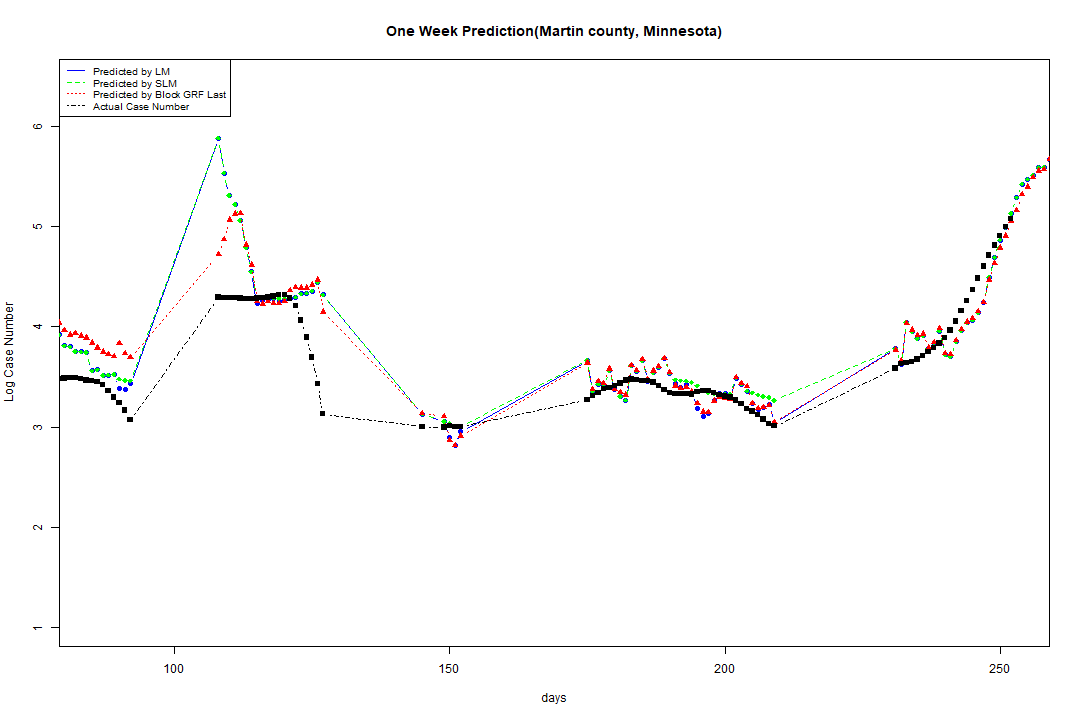 One Week Prediction(Martin county, Minnesota)
Predicted by LM
Predicted by SLM
Predicted by Block GRF Last
Actual Case Number
Log Case Number
6
5
4
3
2
1
100 150 200 250
days